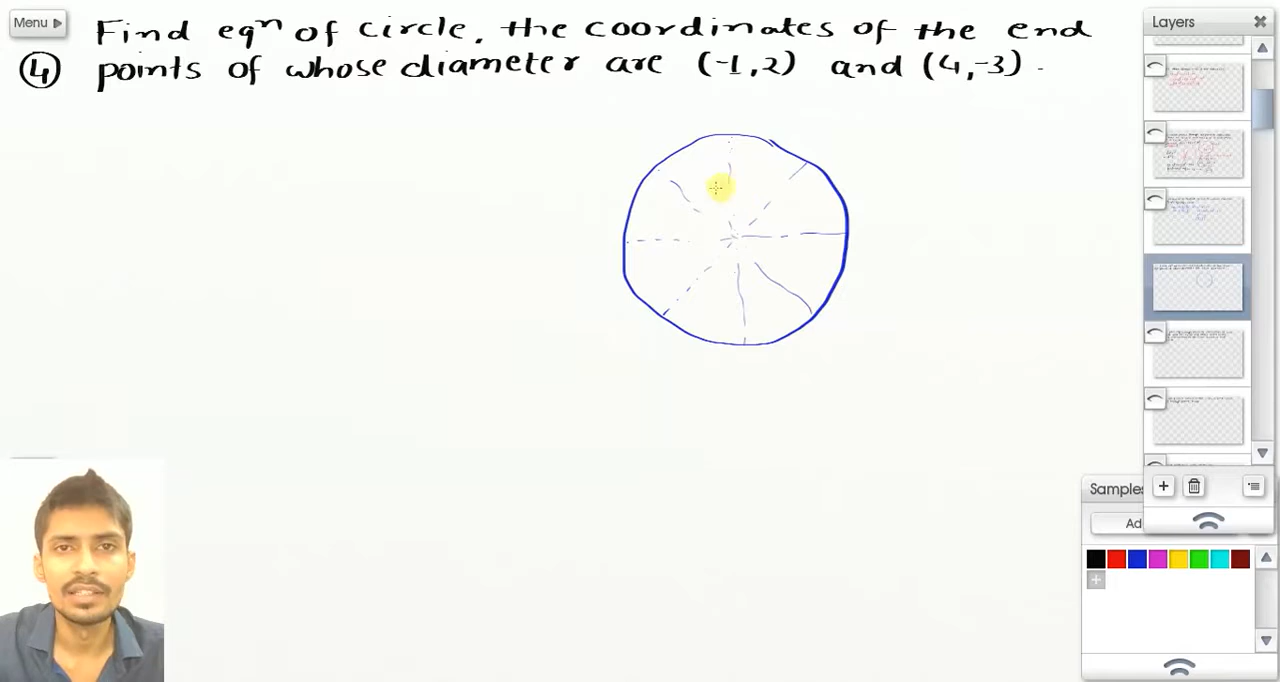 Menu
Find eqⁿ of circle, the coordinates of the end
④ points of whose diameter are (-1,2) and (4,-3).
Layers
Samples
Ad